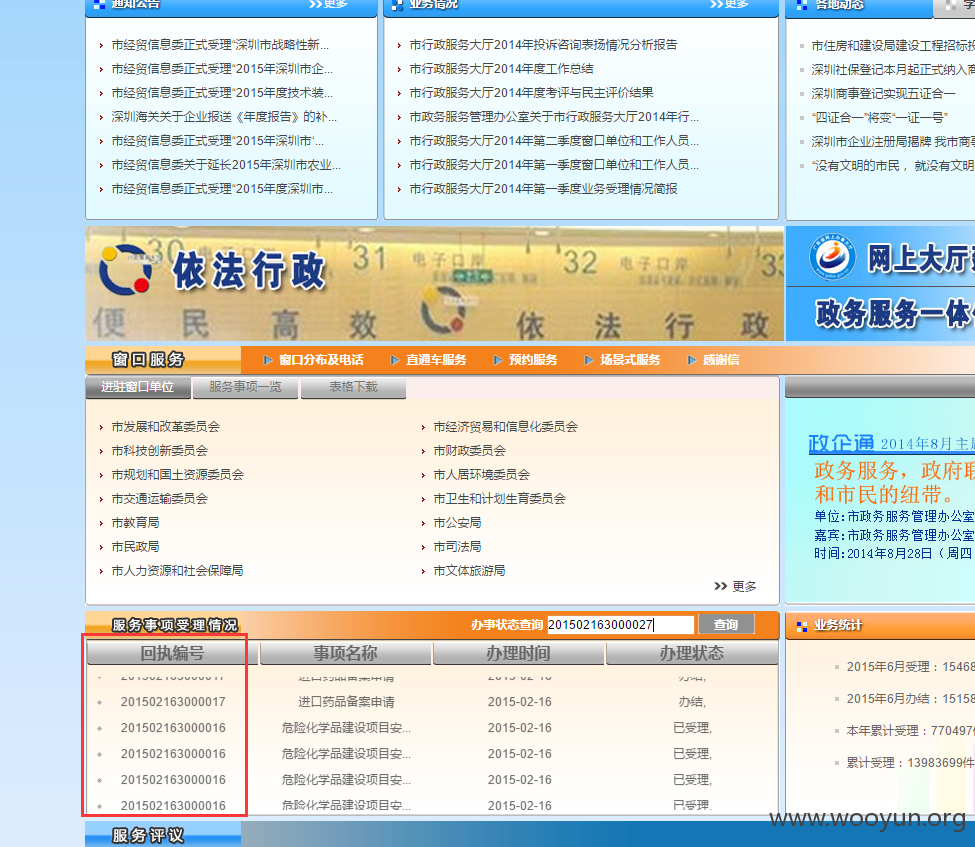 通知公告 更多 业务情况 更多 各地动态
市经贸信息委正式受理“深圳市战略性新...
市经贸信息委正式受理“2015年深圳市企...
市经贸信息委正式受理“2015年度技术装...
深圳海关关于企业报送《年度报告》的补...
市经贸信息委正式受理“2015年深圳市‘...
市经贸信息委关于延长2015年深圳市农业...
市经贸信息委正式受理“2015年度深圳市...
市行政服务大厅2014年投诉咨询表扬情况分析报告
市行政服务大厅2014年度工作总结
市行政服务大厅2014年度考评与民主评价结果
市政务服务管理办公室关于市行政服务大厅2014年行...
市行政服务大厅2014年第二季度窗口单位和工作人员...
市行政服务大厅2014年第一季度窗口单位和工作人员...
市行政服务大厅2014年第一季度业务受理情况简报
市住房和建设局建设工程招标投
深圳社保登记本月起正式纳入商
深圳商事登记实现五证合一
“四证合一”将变“一证一号”
深圳市企业注册局揭牌 我市商事
“没有文明的市民，就没有文明
30 电子口岸 31 电子口岸 32 电子口岸 33
依法行政
便民高效 依法行政
网上大厅
政务服务一体
窗口服务 窗口分布及电话 直通车服务 预约服务 场景式服务 感谢信
进驻窗口单位 服务事项一览 表格下载
市发展和改革委员会 市经济贸易和信息化委员会
市科技创新委员会 市财政委员会
市规划和国土资源委员会 市人居环境委员会
市交通运输委员会 市卫生和计划生育委员会
市教育局 市公安局
市民政局 市司法局
市人力资源和社会保障局 市文体旅游局
更多
政企通 2014年8月主
政务服务，政府联
和市民的纽带。
单位:市政务服务管理办公室
嘉宾:市政务服务管理办公室
时间:2014年8月28日（周四
服务事项受理情况 办事状态查询 201502163000027 查询
回执编号 事项名称 办理时间 办理状态
201502163000017 进口药品备案申请 2015-02-16 办结,
201502163000017 进口药品备案申请 2015-02-16 办结,
201502163000016 危险化学品建设项目安... 2015-02-16 已受理,
201502163000016 危险化学品建设项目安... 2015-02-16 已受理,
201502163000016 危险化学品建设项目安... 2015-02-16 已受理,
201502163000016 危险化学品建设项目安... 2015-02-16 已受理,
业务统计
2015年6月受理：15468
2015年6月办结：15158
本年累计受理：770497件
累计受理：13983699件
服务评议
www.wooyun.org